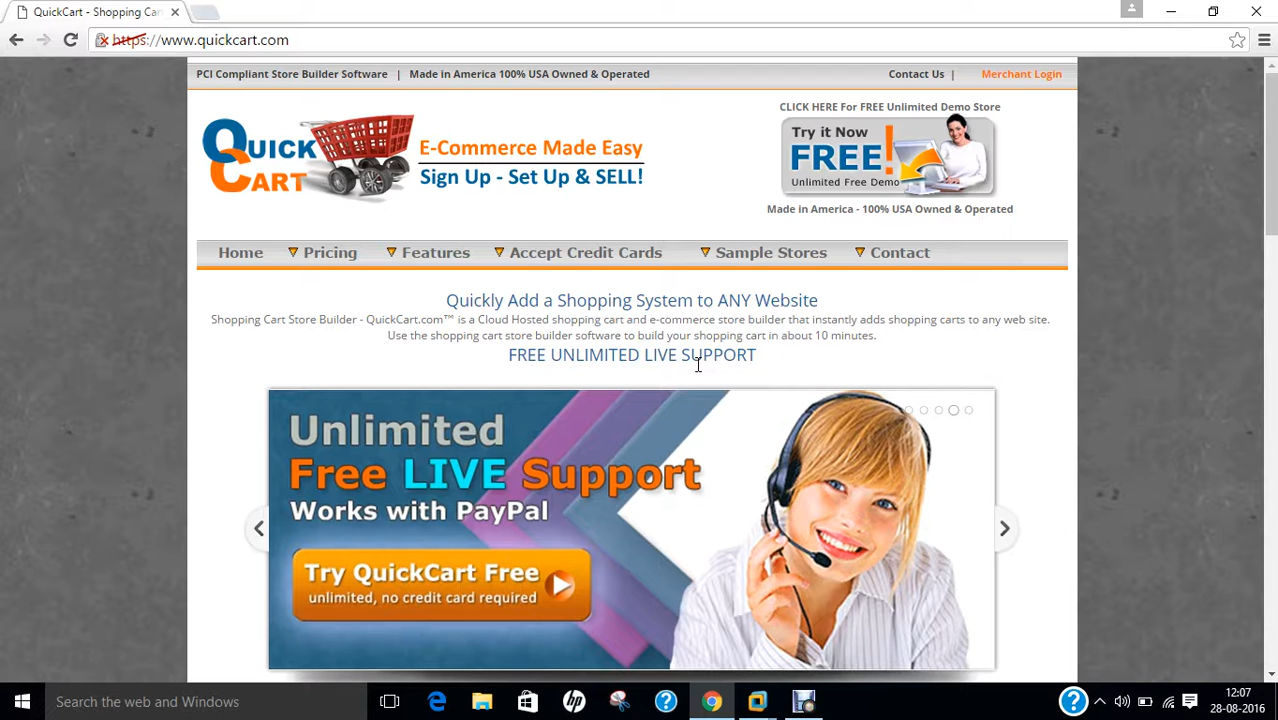 QuickCart - Shopping Car
https://www.quickcart.com
PCI Compliant Store Builder Software | Made in America 100% USA Owned & Operated
Contact Us |
Merchant Login
QUICK CART
E-Commerce Made Easy
Sign Up - Set Up & SELL!
CLICK HERE For FREE Unlimited Demo Store
Try it Now
FREE!
Unlimited Free Demo
Made in America - 100% USA Owned & Operated
Home
Pricing
Features
Accept Credit Cards
Sample Stores
Contact
Quickly Add a Shopping System to ANY Website
Shopping Cart Store Builder - QuickCart.com™ is a Cloud Hosted shopping cart and e-commerce store builder that instantly adds shopping carts to any web site.
Use the shopping cart store builder software to build your shopping cart in about 10 minutes.
FREE UNLIMITED LIVE SUPPORT
Unlimited
Free LIVE Support
Works with PayPal
Try QuickCart Free
unlimited, no credit card required
Search the web and Windows
hp
12:07
28-08-2016